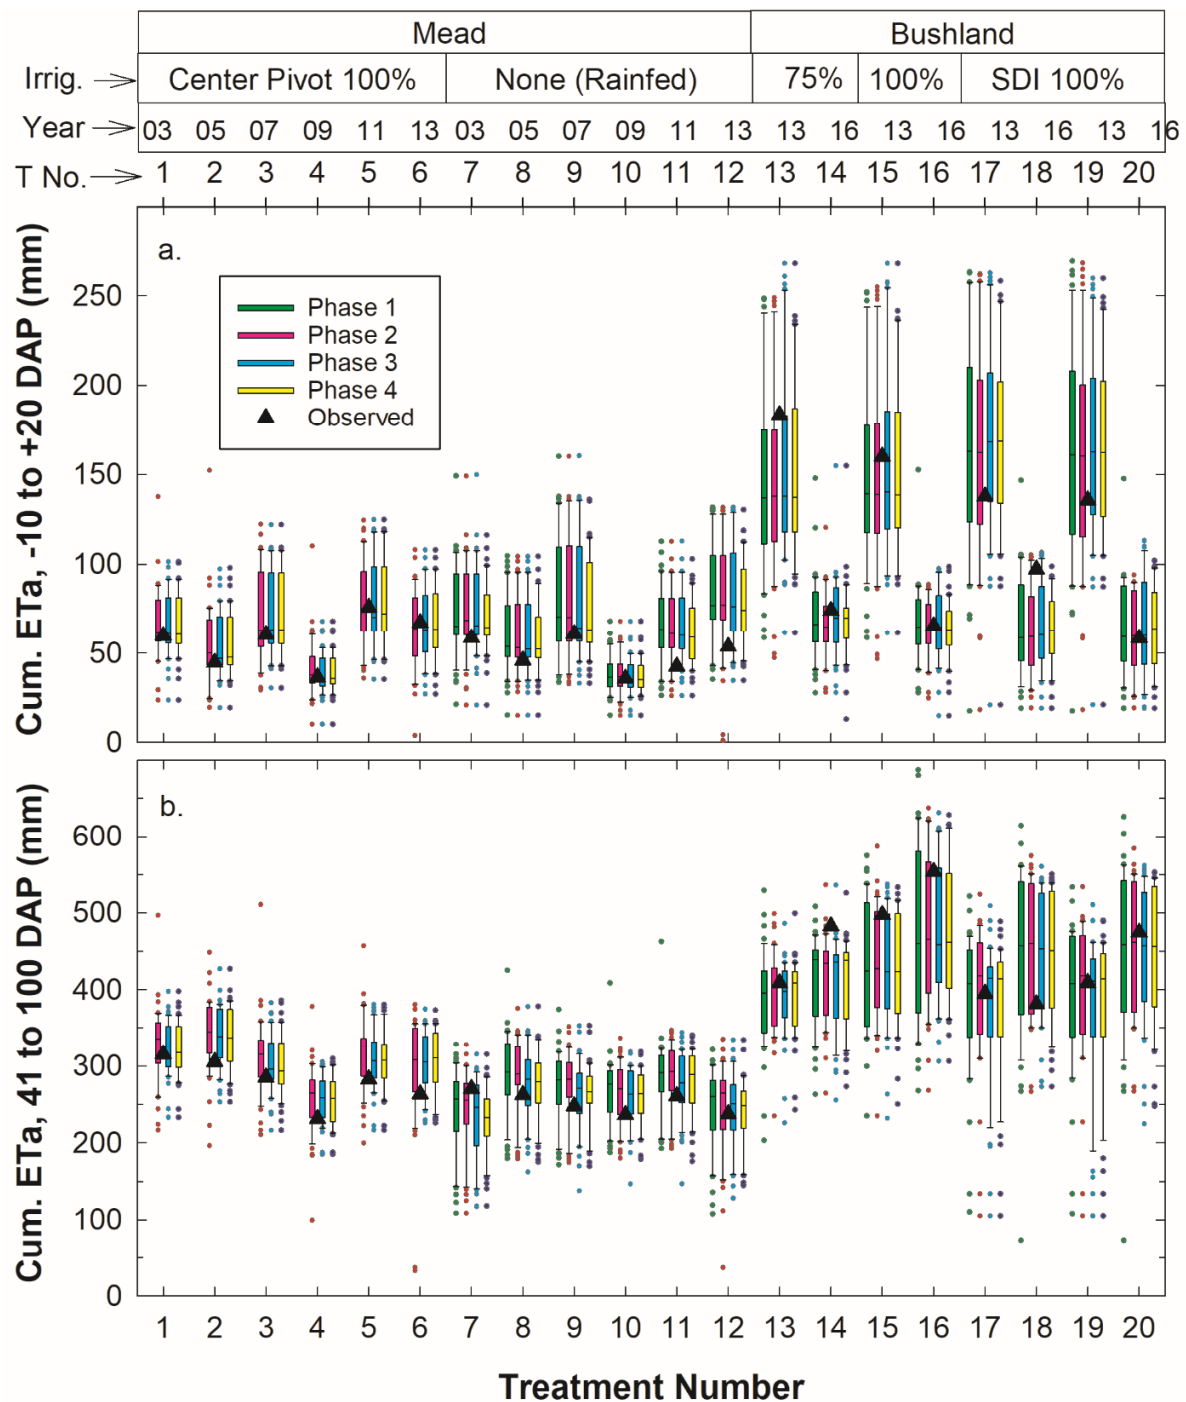 Mead Bushland
Irrig. Center Pivot 100% None (Rainfed) 75% 100% SDI 100%
Year 03 05 07 09 11 13 03 05 07 09 11 13 13 16 13 16 13 16 13 16
T No. 1 2 3 4 5 6 7 8 9 10 11 12 13 14 15 16 17 18 19 20
Cum. ETa, -10 to +20 DAP (mm)
a.
Phase 1
Phase 2
Phase 3
Phase 4
Observed
250
200
150
100
50
0
Cum. ETa, 41 to 100 DAP (mm)
b.
600
500
400
300
200
100
0
1 2 3 4 5 6 7 8 9 10 11 12 13 14 15 16 17 18 19 20
Treatment Number